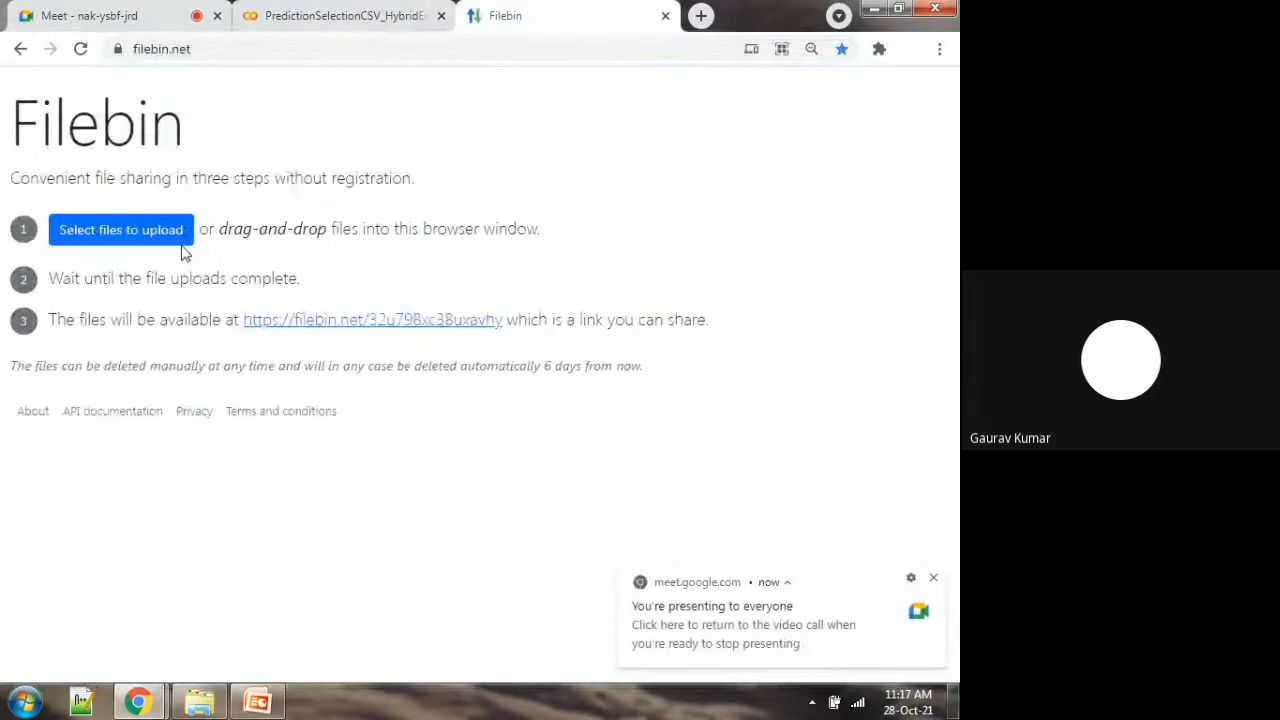 Meet - nak-ysbf-jrd
PredictionSelectionCSV_HybridEn
Filebin
filebin.net
Filebin
Convenient file sharing in three steps without registration.
1 Select files to upload or drag-and-drop files into this browser window.
2 Wait until the file uploads complete.
3 The files will be available at https://filebin.net/32u798xc38uxavhy which is a link you can share.
The files can be deleted manually at any time and will in any case be deleted automatically 6 days from now.
About API documentation Privacy Terms and conditions
Gaurav Kumar
meet.google.com • now
You're presenting to everyone
Click here to return to the video call when
you're ready to stop presenting
11:17 AM
28-Oct-21